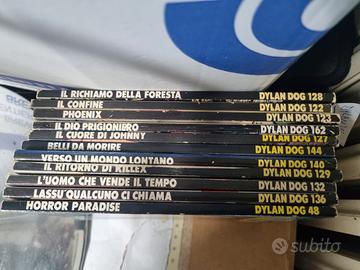 IL RICHIAMO DELLA FORESTA DYLAN DOG 128
IL CONFINE DYLAN DOG 122
PHOENIX DYLAN DOG 123
IL DIO PRIGIONIERO DYLAN DOG 162
IL CUORE DI JOHNNY DYLAN DOG 127
BELLI DA MORIRE DYLAN DOG 144
VERSO UN MONDO LONTANO DYLAN DOG 140
IL RITORNO DI KILLEX DYLAN DOG 129
L'UOMO CHE VENDE IL TEMPO DYLAN DOG 132
LASSU' QUALCUNO CI CHIAMA DYLAN DOG 136
HORROR PARADISE DYLAN DOG 48
subito